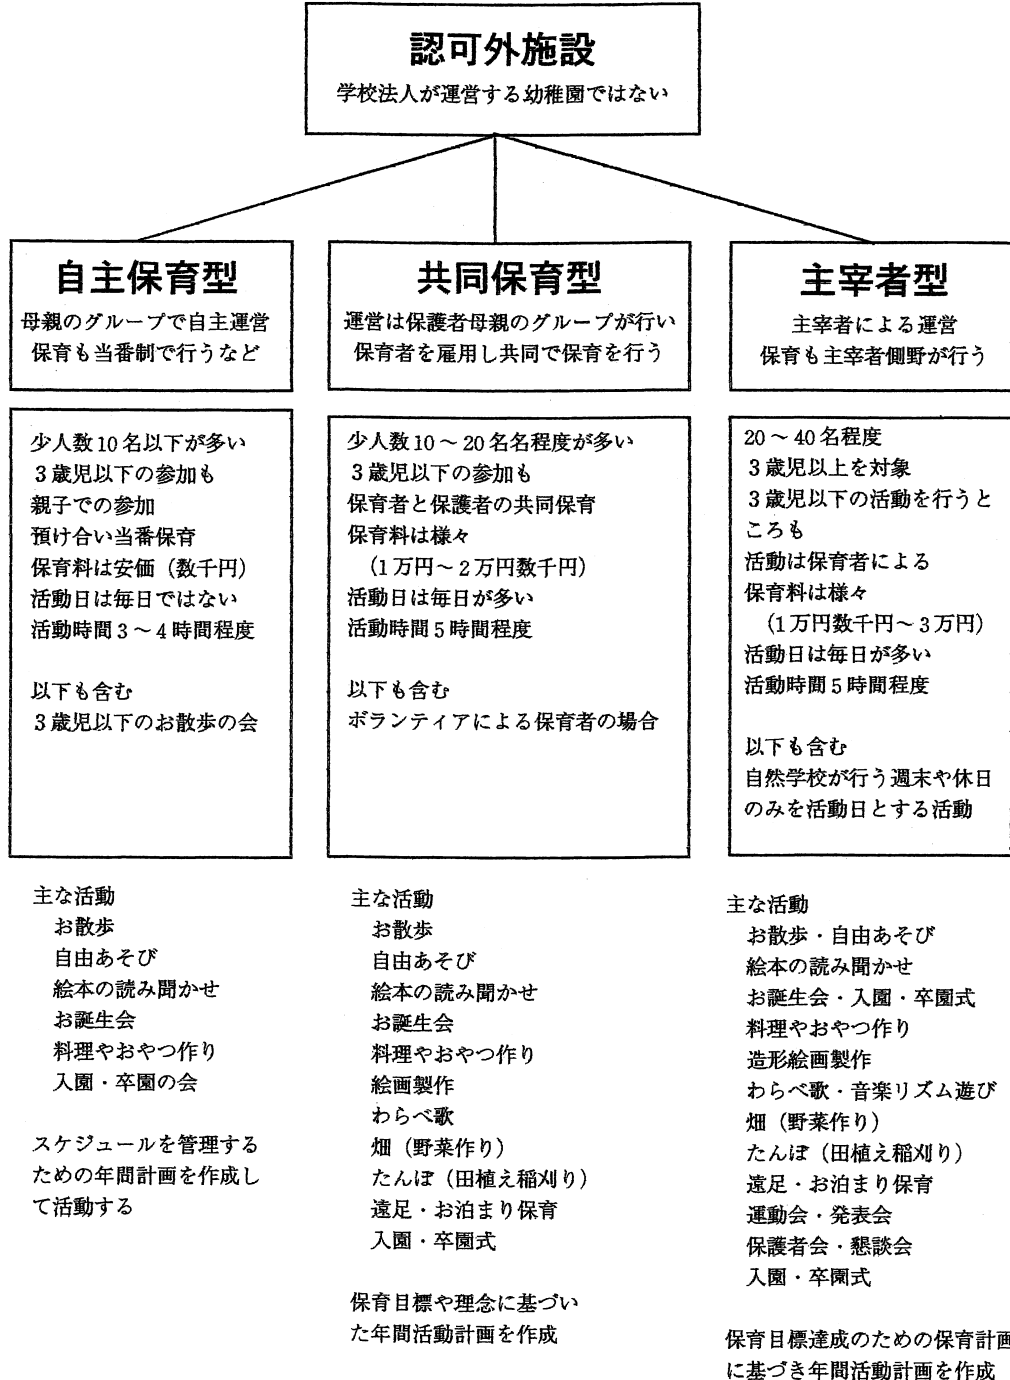 認可外施設
学校法人が運営する幼稚園ではない
自主保育型
母親のグループで自主運営
保育も当番制で行うなど
共同保育型
運営は保護者母親のグループが行い
保育者を雇用し共同で保育を行う
主宰者型
主宰者による運営
保育も主宰者側野が行う
少人数10名以下が多い
3歳児以下の参加も
親子での参加
預け合い当番保育
保育料は安価（数千円）
活動日は毎日ではない
活動時間3～4時間程度
以下も含む
3歳児以下のお散歩の会
少人数10～20名名程度が多い
3歳児以下の参加も
保育者と保護者の共同保育
保育料は様々
（1万円～2万円数千円）
活動日は毎日が多い
活動時間5時間程度
以下も含む
ボランティアによる保育者の場合
20～40名程度
3歳児以上を対象
3歳児以下の活動を行うと
ころも
活動は保育者による
保育料は様々
（1万円数千円～3万円）
活動日は毎日が多い
活動時間5時間程度
以下も含む
自然学校が行う週末や休日
のみを活動日とする活動
主な活動
お散歩
自由あそび
絵本の読み聞かせ
お誕生会
料理やおやつ作り
入園・卒園の会
スケジュールを管理する
ための年間計画を作成し
て活動する
主な活動
お散歩
自由あそび
絵本の読み聞かせ
お誕生会
料理やおやつ作り
絵画製作
わらべ歌
畑（野菜作り）
たんぼ（田植え稲刈り）
遠足・お泊まり保育
入園・卒園式
保育目標や理念に基づい
た年間活動計画を作成
主な活動
お散歩・自由あそび
絵本の読み聞かせ
お誕生会・入園・卒園式
料理やおやつ作り
造形絵画製作
わらべ歌・音楽リズム遊び
畑（野菜作り）
たんぼ（田植え稲刈り）
遠足・お泊まり保育
運動会・発表会
保護者会・懇談会
入園・卒園式
保育目標達成のための保育計画
に基づき年間活動計画を作成